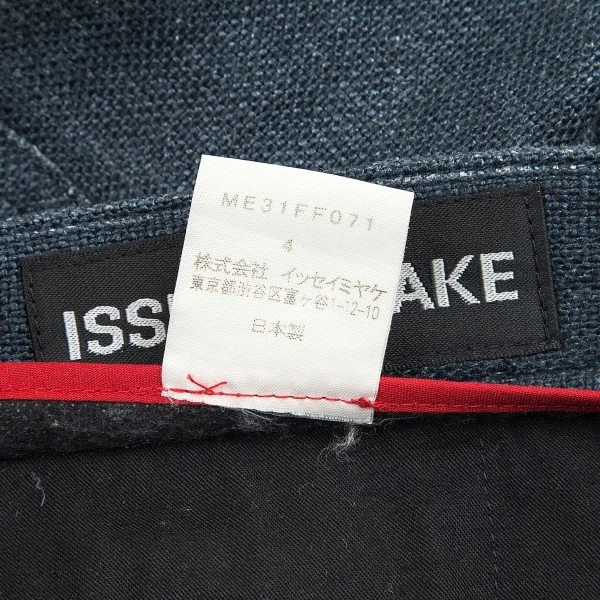 ME31FF071
4
株式会社 イッセイミヤケ
東京都渋谷区富ヶ谷1-12-10
日本製
ISS AKE